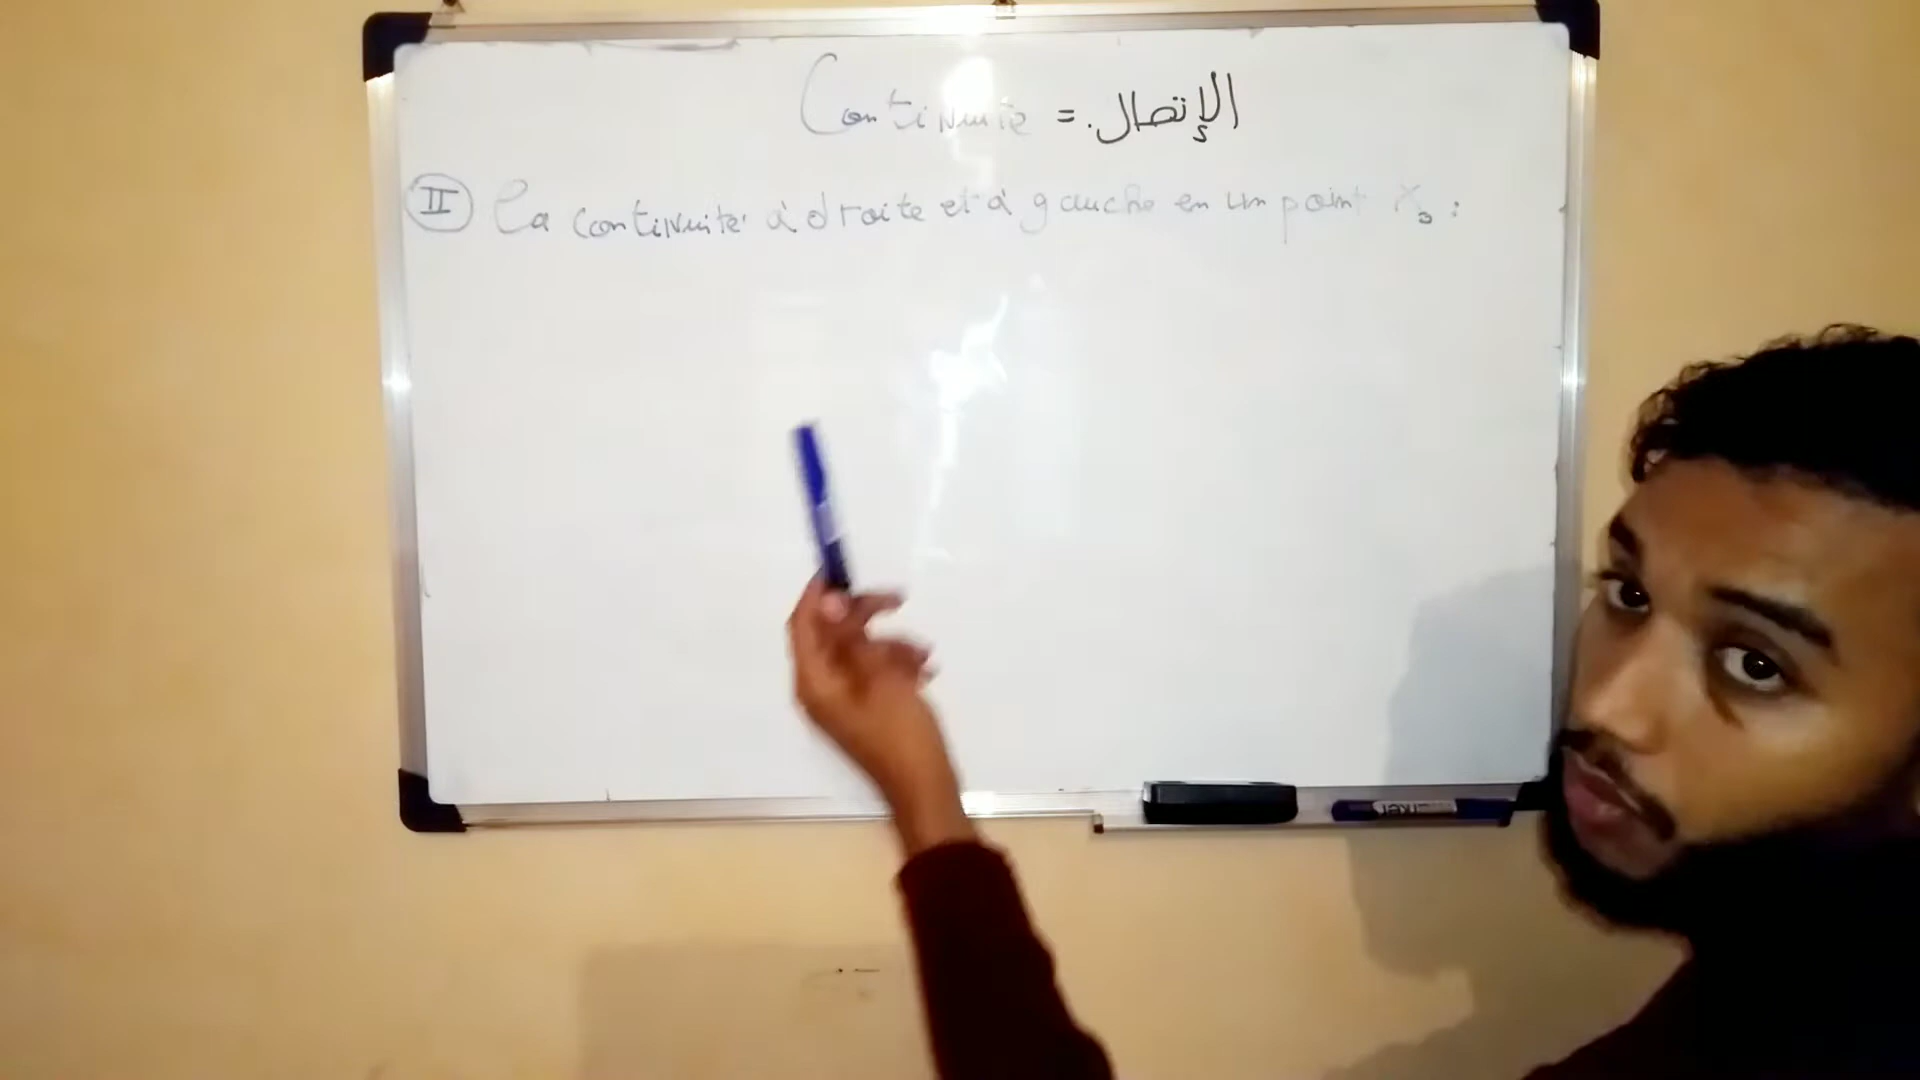 Continuité = الإتصال.
II La continuité à droite et à gauche en un point x₀ :